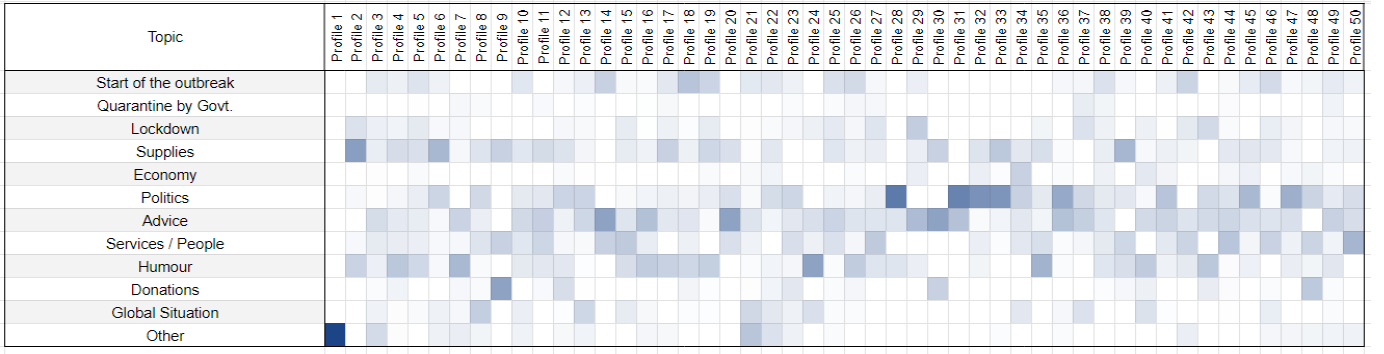 Topic Profile 1 Profile 2 Profile 3 Profile 4 Profile 5 Profile 6 Profile 7 Profile 8 Profile 9 Profile 10 Profile 11 Profile 12 Profile 13 Profile 14 Profile 15 Profile 16 Profile 17 Profile 18 Profile 19 Profile 20 Profile 21 Profile 22 Profile 23 Profile 24 Profile 25 Profile 26 Profile 27 Profile 28 Profile 29 Profile 30 Profile 31 Profile 32 Profile 33 Profile 34 Profile 35 Profile 36 Profile 37 Profile 38 Profile 39 Profile 40 Profile 41 Profile 42 Profile 43 Profile 44 Profile 45 Profile 46 Profile 47 Profile 48 Profile 49 Profile 50
Start of the outbreak
Quarantine by Govt.
Lockdown
Supplies
Economy
Politics
Advice
Services / People
Humour
Donations
Global Situation
Other